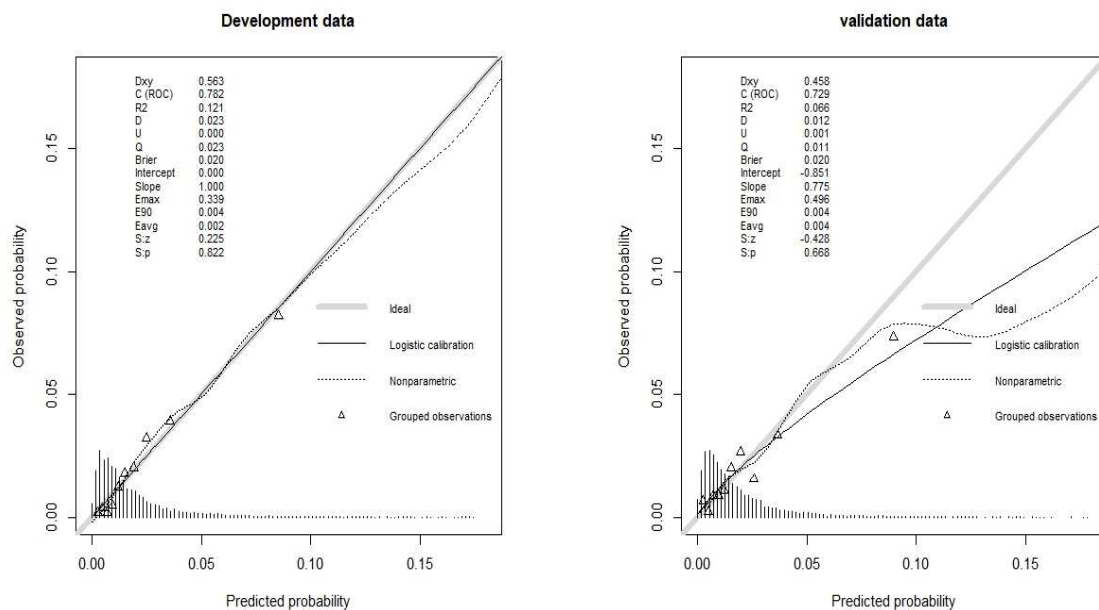 Development data
Dxy 0.563
C (ROC) 0.782
R2 0.121
D 0.023
U 0.000
Q 0.023
Brier 0.020
Intercept 0.000
Slope 1.000
Emax 0.339
E90 0.004
Eavg 0.002
S:z 0.225
S:p 0.822
Ideal
Logistic calibration
Nonparametric
Grouped observations
Observed probability
0.15
0.10
0.05
0.00
0.00 0.05 0.10 0.15
Predicted probability
validation data
Dxy 0.458
C (ROC) 0.729
R2 0.066
D 0.012
U 0.001
Q 0.011
Brier 0.020
Intercept -0.851
Slope 0.775
Emax 0.496
E90 0.004
Eavg 0.004
S:z -0.428
S:p 0.668
Ideal
Logistic calibration
Nonparametric
Grouped observations
Observed probability
0.15
0.10
0.05
0.00
0.00 0.05 0.10 0.15
Predicted probability